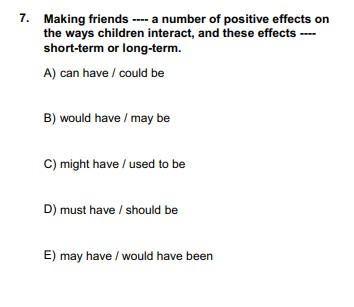 7. Making friends ---- a number of positive effects on
the ways children interact, and these effects ----
short-term or long-term.
A) can have / could be
B) would have / may be
C) might have / used to be
D) must have / should be
E) may have / would have been